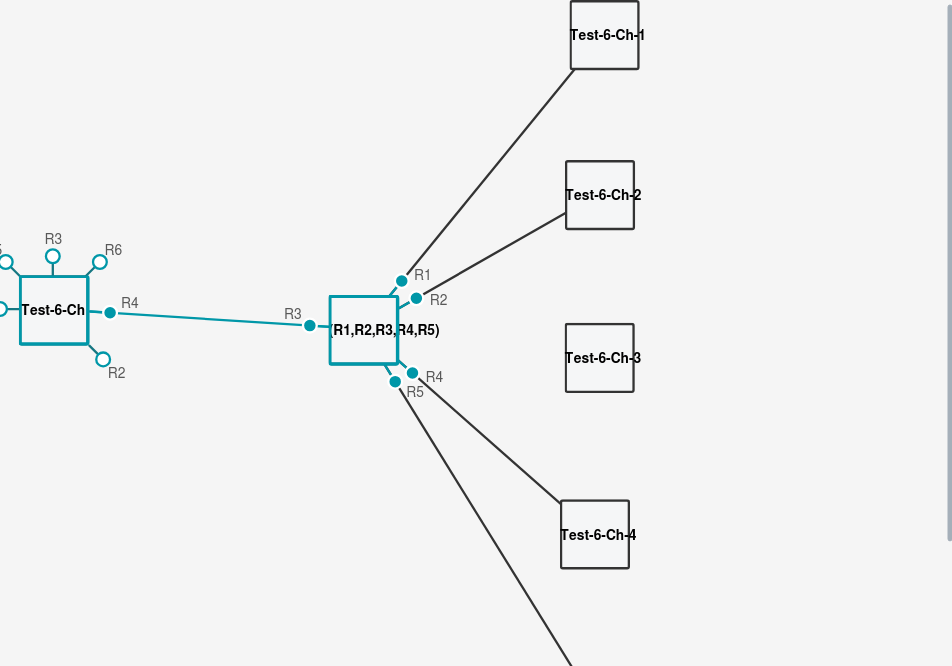 Test-6-Ch-1
Test-6-Ch-2
R3
R6
R1
R2
R4
R3
Test-6-Ch
(R1,R2,R3,R4,R5)
Test-6-Ch-3
R2
R4
R5
Test-6-Ch-4